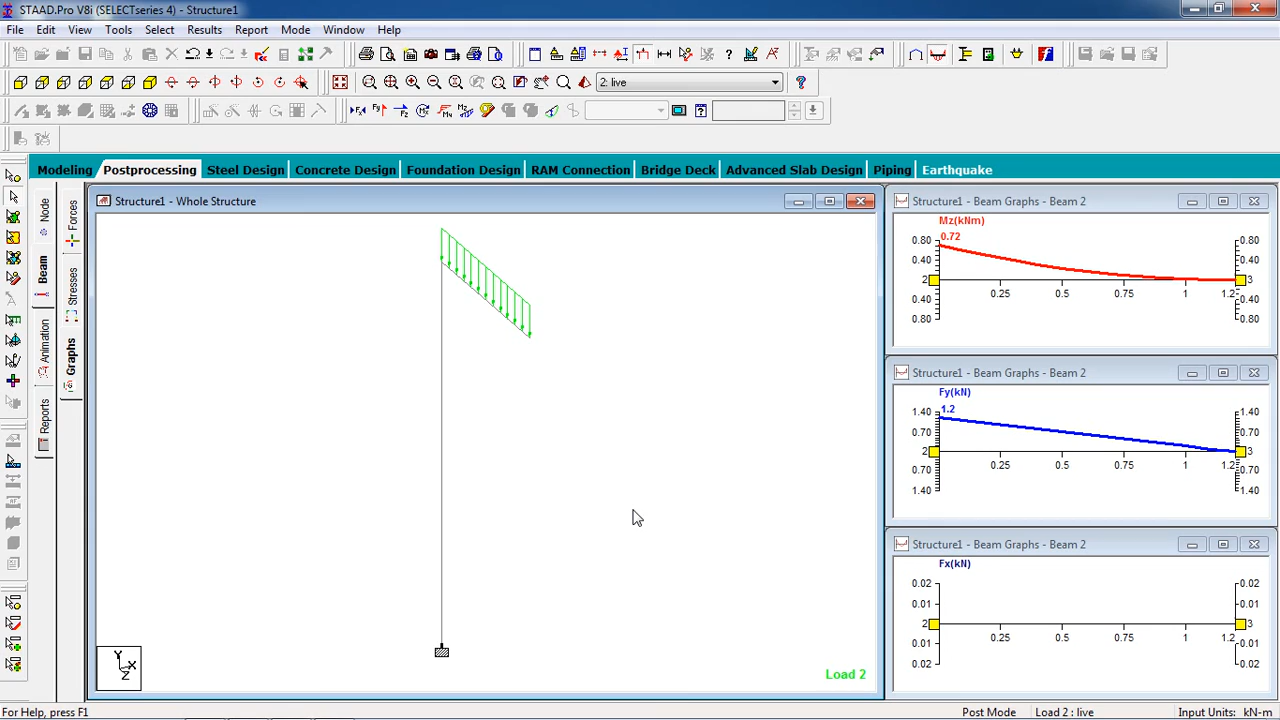 STAAD.Pro V8i (SELECTseries 4) - Structure1
File Edit View Tools Select Results Report Mode Window Help
2: live
Modeling Postprocessing Steel Design Concrete Design Foundation Design RAM Connection Bridge Deck Advanced Slab Design Piping Earthquake
Node
Beam
Animation
Reports
Forces
Stresses
Graphs
Structure1 - Whole Structure
Y
X
Z
Load 2
Structure1 - Beam Graphs - Beam 2
Mz(kNm)
0.72
0.80 0.80
0.40 0.40
2 3
0.25 0.5 0.75 1 1.2
0.40 0.40
0.80 0.80
Structure1 - Beam Graphs - Beam 2
Fy(kN)
1.2
1.40 1.40
0.70 0.70
2 3
0.25 0.5 0.75 1 1.2
0.70 0.70
1.40 1.40
Structure1 - Beam Graphs - Beam 2
Fx(kN)
0.02 0.02
0.01 0.01
2 3
0.25 0.5 0.75 1 1.2
0.01 0.01
0.02 0.02
For Help, press F1 Post Mode Load 2 : live Input Units: kN-m